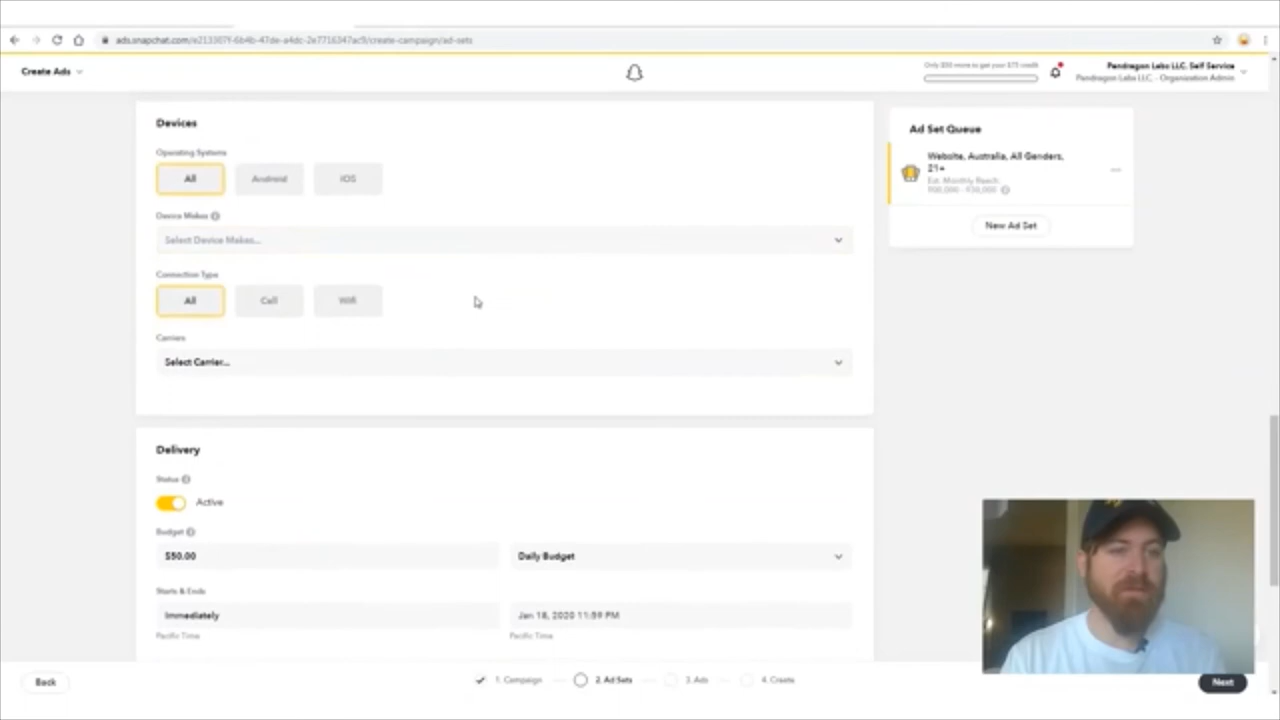 ads.snapchat.com/e213307f-6b4b-47de-a4dc-2e7716347ac9/create-campaign/ad-sets
Create Ads
Only $50 more to get your $75 credit
Pendragon Labs LLC. Self Service
Pendragon Labs LLC. - Organization Admin
Devices
Operating Systems
All
Android
iOS
Device Makes
Select Device Makes...
Connection Type
All
Cell
Wifi
Carriers
Select Carrier...
Ad Set Queue
Website, Australia, All Genders,
21+
Est. Monthly Reach:
New Ad Set
Delivery
Status
Active
Budget
$50.00
Daily Budget
Starts & Ends
Immediately
Jan 18, 2020 11:59 PM
Pacific Time
Pacific Time
Back
1. Campaign
2. Ad Sets
3. Ads
4. Create
Next